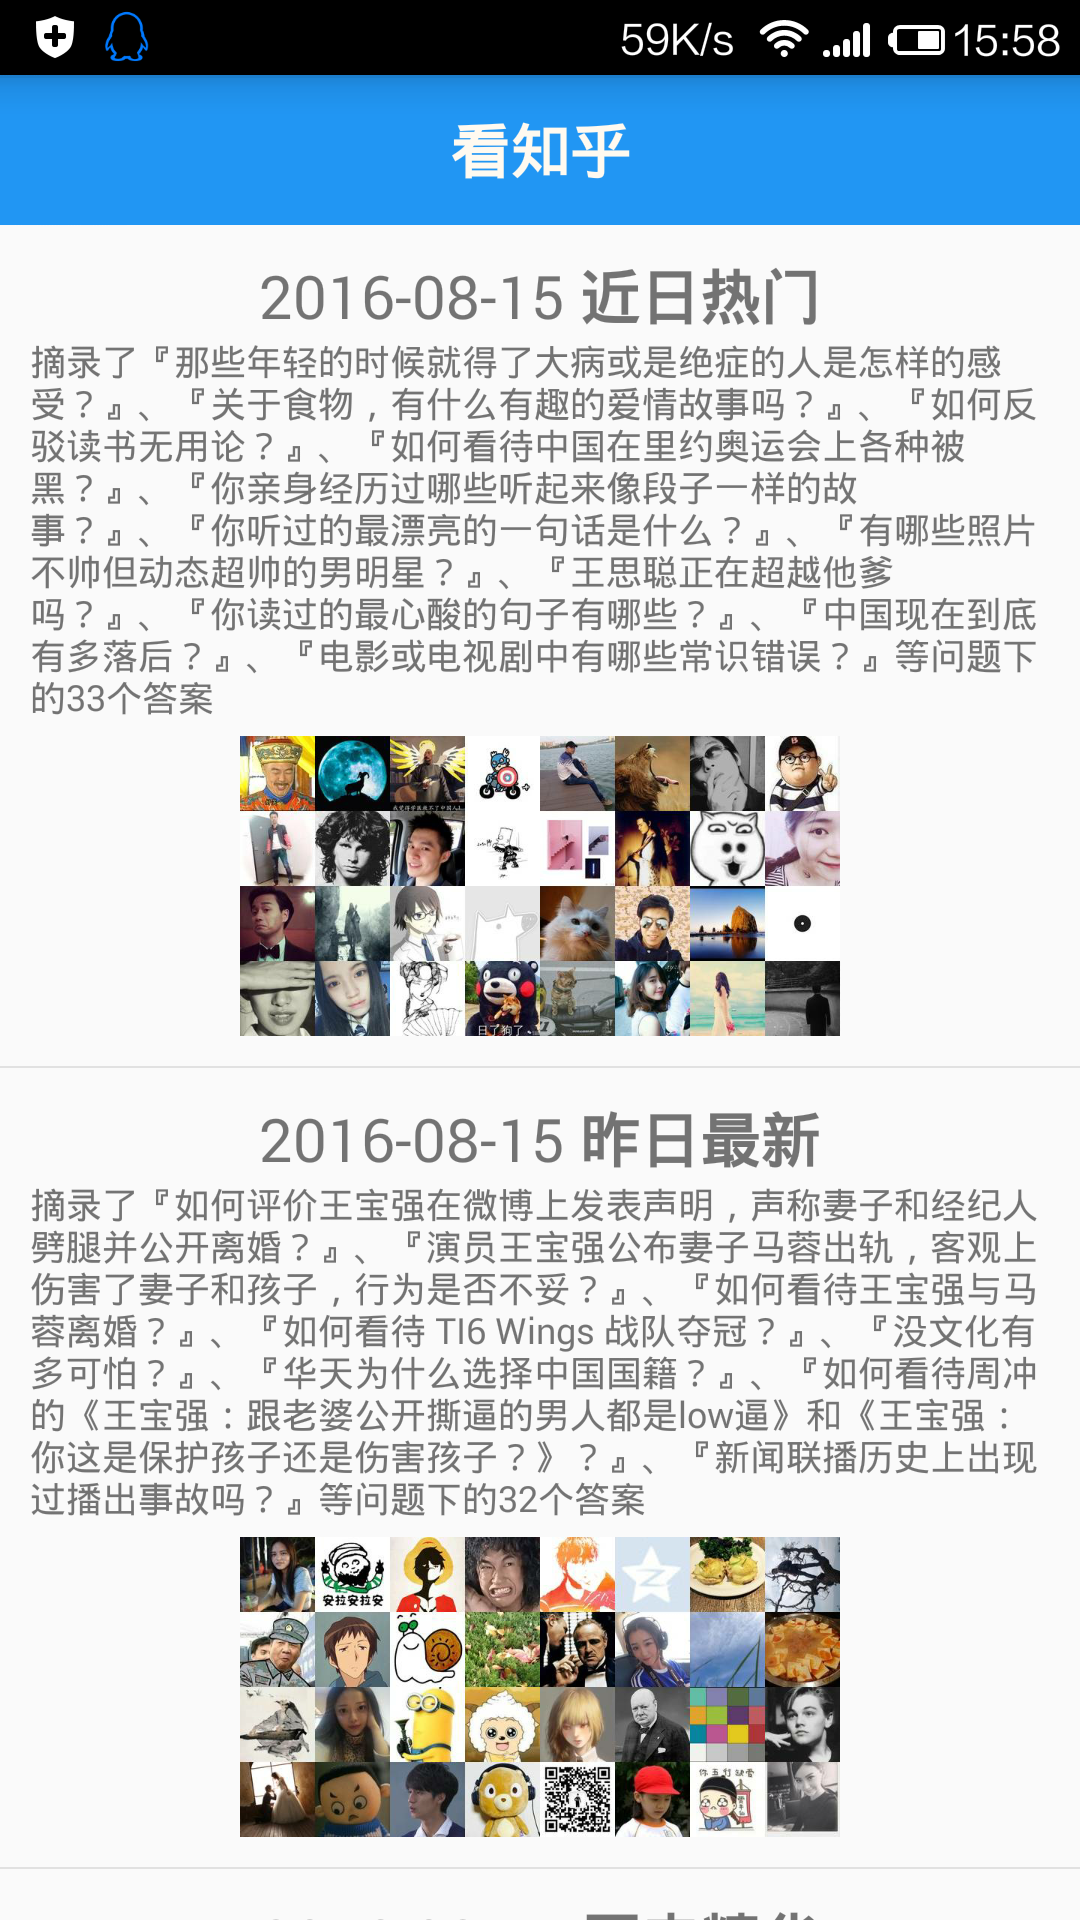 59K/s 15:58
看知乎
2016-08-15 近日热门
摘录了『那些年轻的时候就得了大病或是绝症的人是怎样的感
受？』、『关于食物，有什么有趣的爱情故事吗？』、『如何反
驳读书无用论？』、『如何看待中国在里约奥运会上各种被
黑？』、『你亲身经历过哪些听起来像段子一样的故
事？』、『你听过的最漂亮的一句话是什么？』、『有哪些照片
不帅但动态超帅的男明星？』、『王思聪正在超越他爹
吗？』、『你读过的最心酸的句子有哪些？』、『中国现在到底
有多落后？』、『电影或电视剧中有哪些常识错误？』等问题下
的33个答案
日了狗了、
2016-08-15 昨日最新
摘录了『如何评价王宝强在微博上发表声明，声称妻子和经纪人
劈腿并公开离婚？』、『演员王宝强公布妻子马蓉出轨，客观上
伤害了妻子和孩子，行为是否不妥？』、『如何看待王宝强与马
蓉离婚？』、『如何看待 TI6 Wings 战队夺冠？』、『没文化有
多可怕？』、『华天为什么选择中国国籍？』、『如何看待周冲
的《王宝强：跟老婆公开撕逼的男人都是low逼》和《王宝强：
你这是保护孩子还是伤害孩子？》？』、『新闻联播历史上出现
过播出事故吗？』等问题下的32个答案
安拉安拉安
你五行缺爱